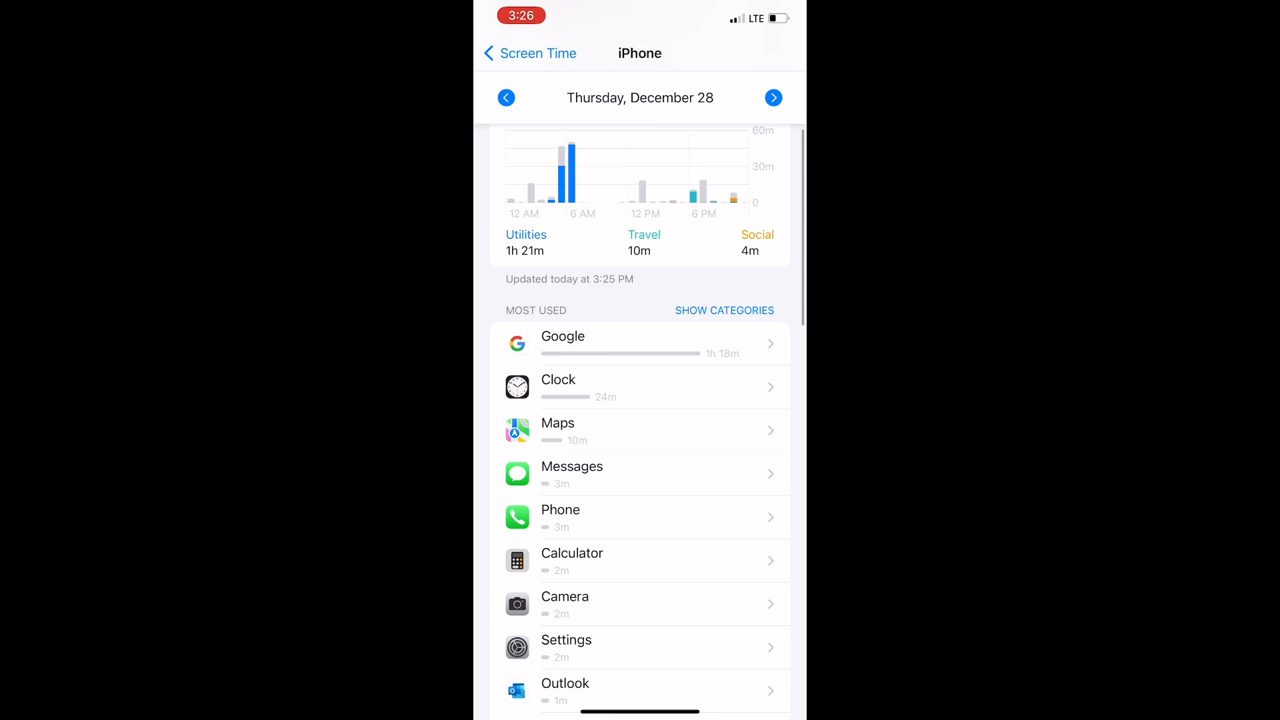 3:26
LTE
Screen Time
iPhone
Thursday, December 28
60m
30m
0
12 AM 6 AM 12 PM 6 PM
Utilities Travel Social
1h 21m 10m 4m
Updated today at 3:25 PM
MOST USED SHOW CATEGORIES
Google
1h 18m
Clock
24m
Maps
10m
Messages
3m
Phone
3m
Calculator
2m
Camera
2m
Settings
2m
Outlook
1m